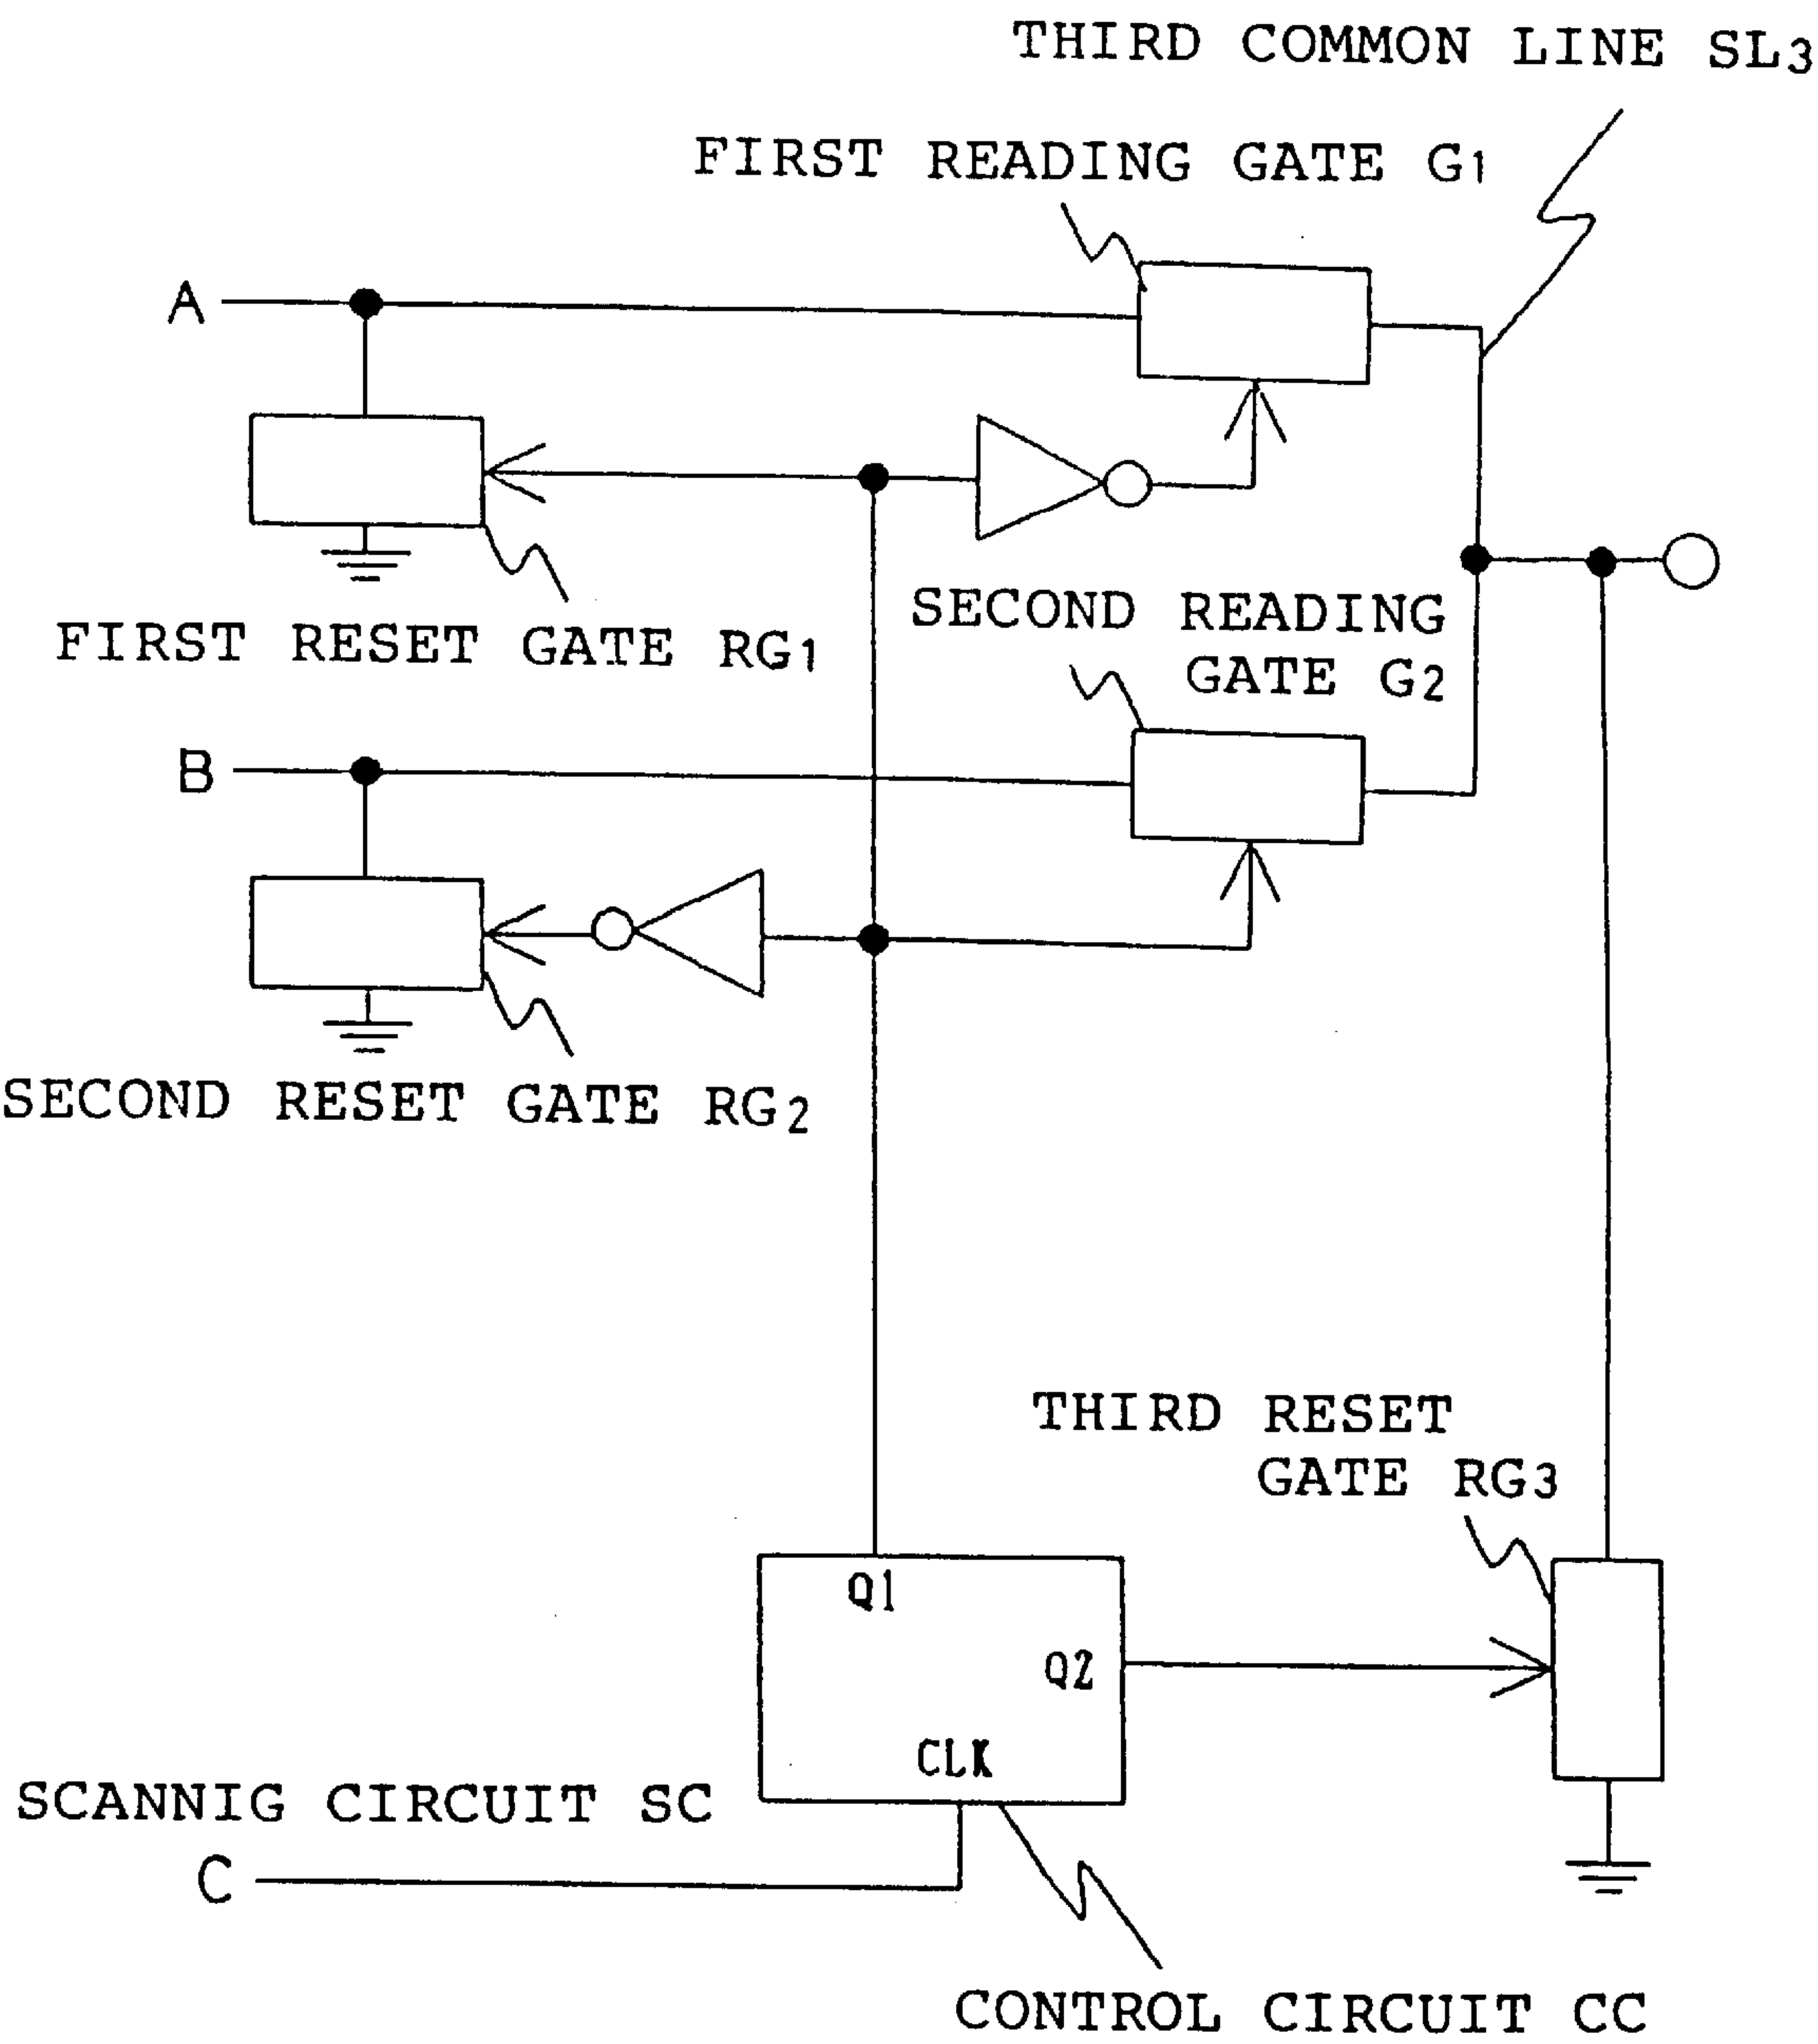 THIRD COMMON LINE SL3
FIRST READING GATE G1
A
FIRST RESET GATE RG1
SECOND READING
GATE G2
B
SECOND RESET GATE RG2
THIRD RESET
GATE RG3
Q1
Q2
CLK
SCANNIG CIRCUIT SC
C
CONTROL CIRCUIT CC